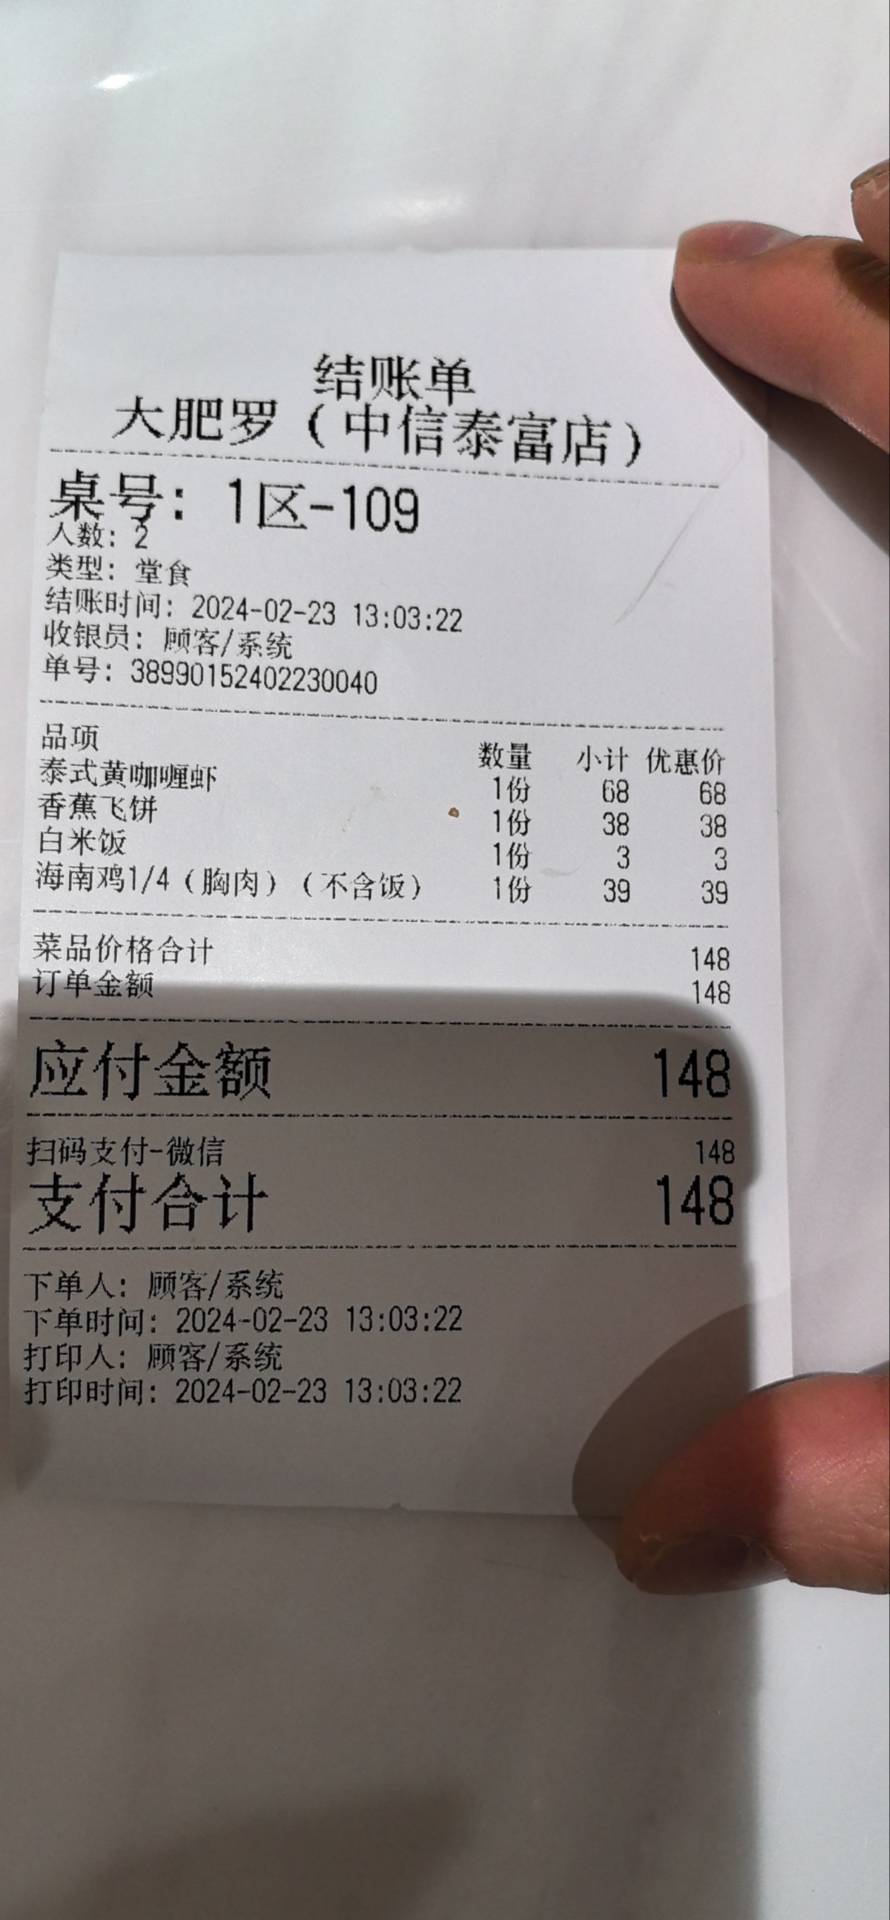 结账单
大肥罗（中信泰富店）
桌号：1区-109
人数：2
类型：堂食
结账时间：2024-02-23 13:03:22
收银员：顾客/系统
单号：38990152402230040
品项 数量 小计 优惠价
泰式黄咖喱虾 1份 68 68
香蕉飞饼 1份 38 38
白米饭 1份 3 3
海南鸡1/4（胸肉）（不含饭） 1份 39 39
菜品价格合计 148
订单金额 148
应付金额 148
扫码支付-微信 148
支付合计 148
下单人：顾客/系统
下单时间：2024-02-23 13:03:22
打印人：顾客/系统
打印时间：2024-02-23 13:03:22